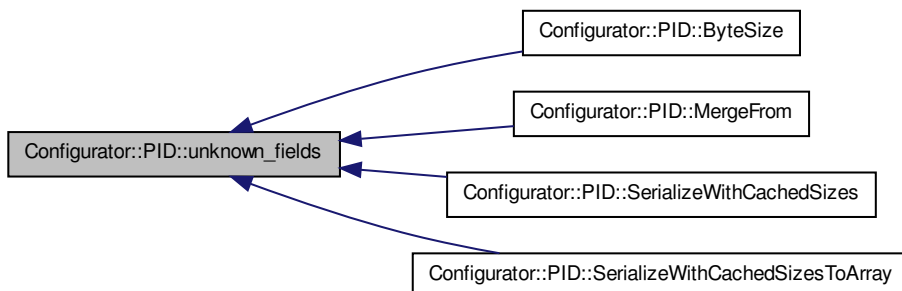 Configurator::PID::ByteSize
Configurator::PID::MergeFrom
Configurator::PID::unknown_fields
Configurator::PID::SerializeWithCachedSizes
Configurator::PID::SerializeWithCachedSizesToArray